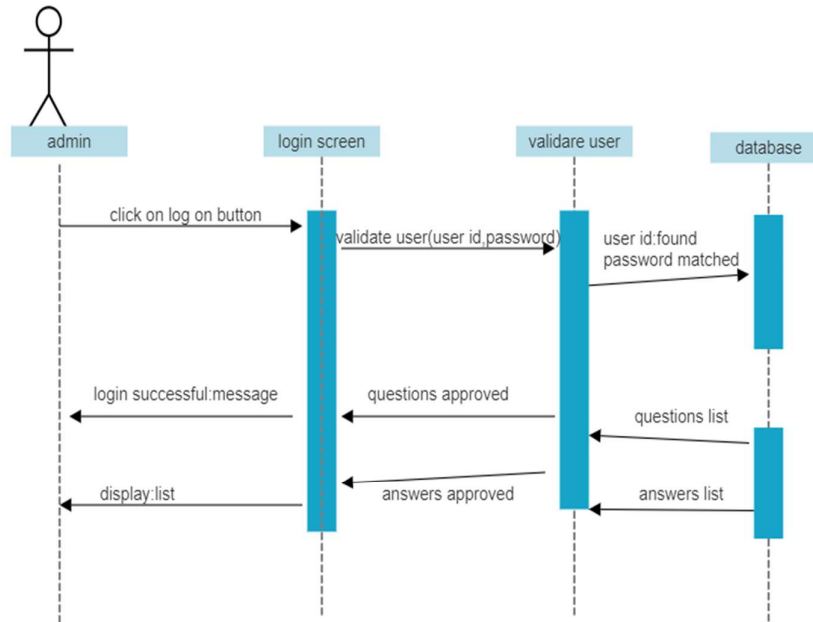 admin
login screen
validare user
database
click on log on button
validate user(user id,password)
user id:found
password matched
login successful:message
questions approved
questions list
display:list
answers approved
answers list